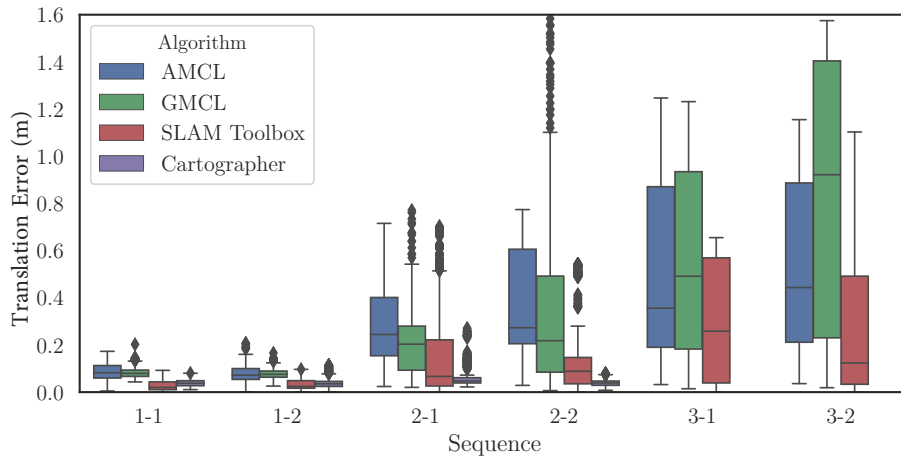 1.6
1.4
1.2
1.0
0.8
0.6
0.4
0.2
0.0
Translation Error (m)
Algorithm
AMCL
GMCL
SLAM Toolbox
Cartographer
1-1
1-2
2-1
2-2
3-1
3-2
Sequence